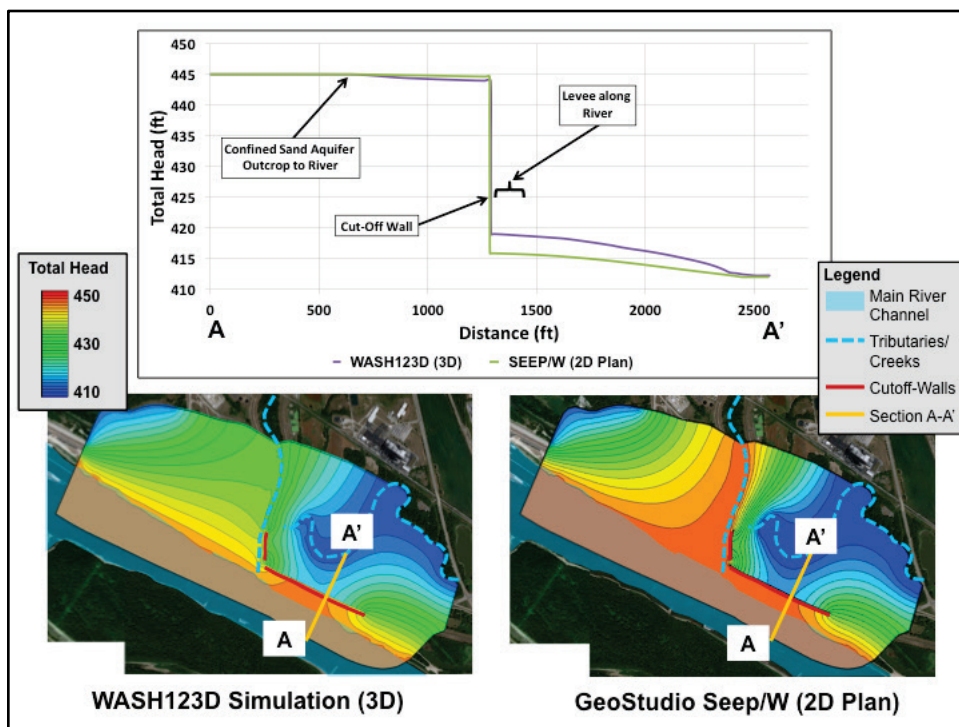 450
445
440
435
430
425
420
415
410
Total Head (ft)
Confined Sand Aquifer
Outcrop to River
Levee along
River
Cut-Off Wall
0
500
1000
1500
2000
2500
A
Distance (ft)
A'
WASH123D (3D)
SEEP/W (2D Plan)
Total Head
450
430
410
Legend
Main River
Channel
Tributaries/
Creeks
Cutoff-Walls
Section A-A'
A'
A
A'
A
WASH123D Simulation (3D)
GeoStudio Seep/W (2D Plan)